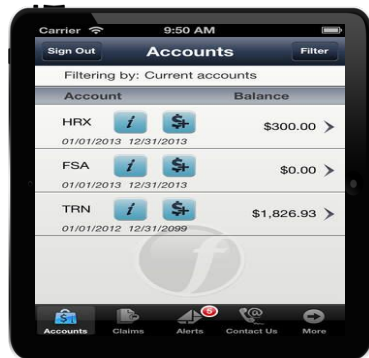 Carrier 9:50 AM
Sign Out Accounts Filter
Filtering by: Current accounts
Account Balance
HRX i $+ $300.00
01/01/2013 12/31/2013
FSA i $+ $0.00
01/01/2013 12/31/2013
TRN i $+ $1,826.93
01/01/2012 12/31/2099
f
$ 5 @
Accounts Claims Alerts Contact Us More